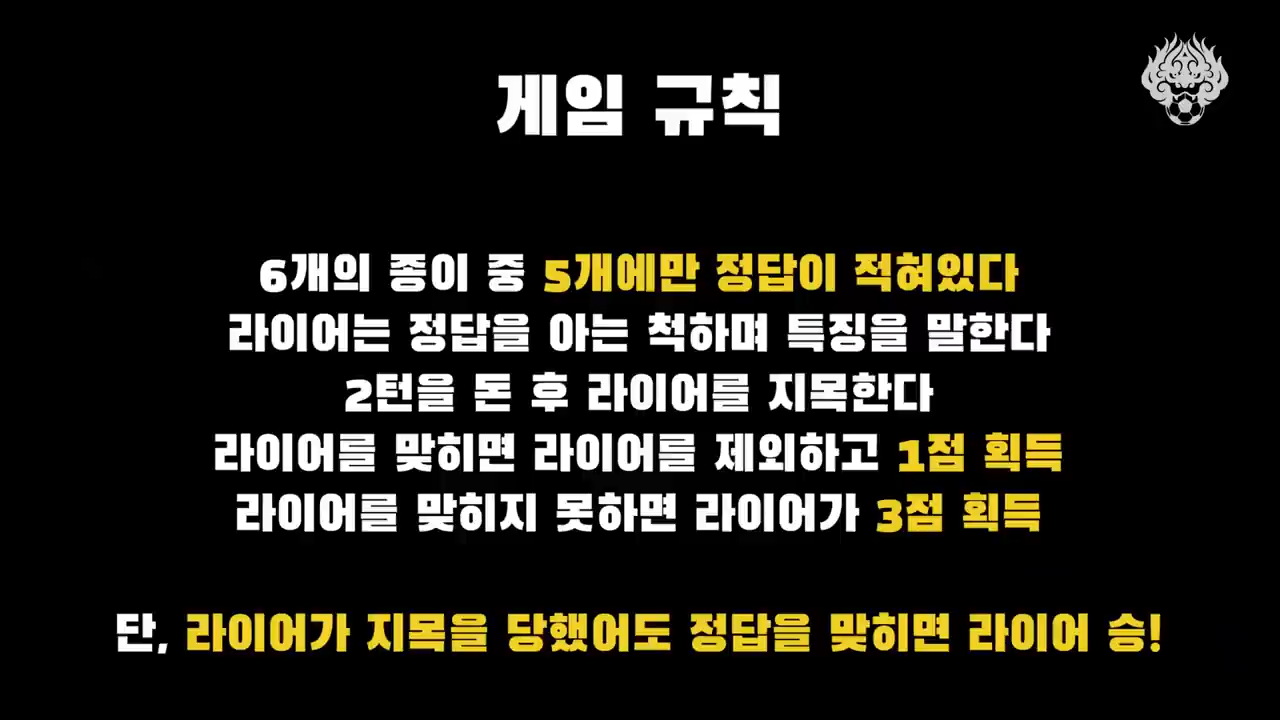 게임 규칙
6개의 종이 중 5개에만 정답이 적혀있다
라이어는 정답을 아는 척하며 특징을 말한다
2턴을 돈 후 라이어를 지목한다
라이어를 맞히면 라이어를 제외하고 1점 획득
라이어를 맞히지 못하면 라이어가 3점 획득
단, 라이어가 지목을 당했어도 정답을 맞히면 라이어 승!